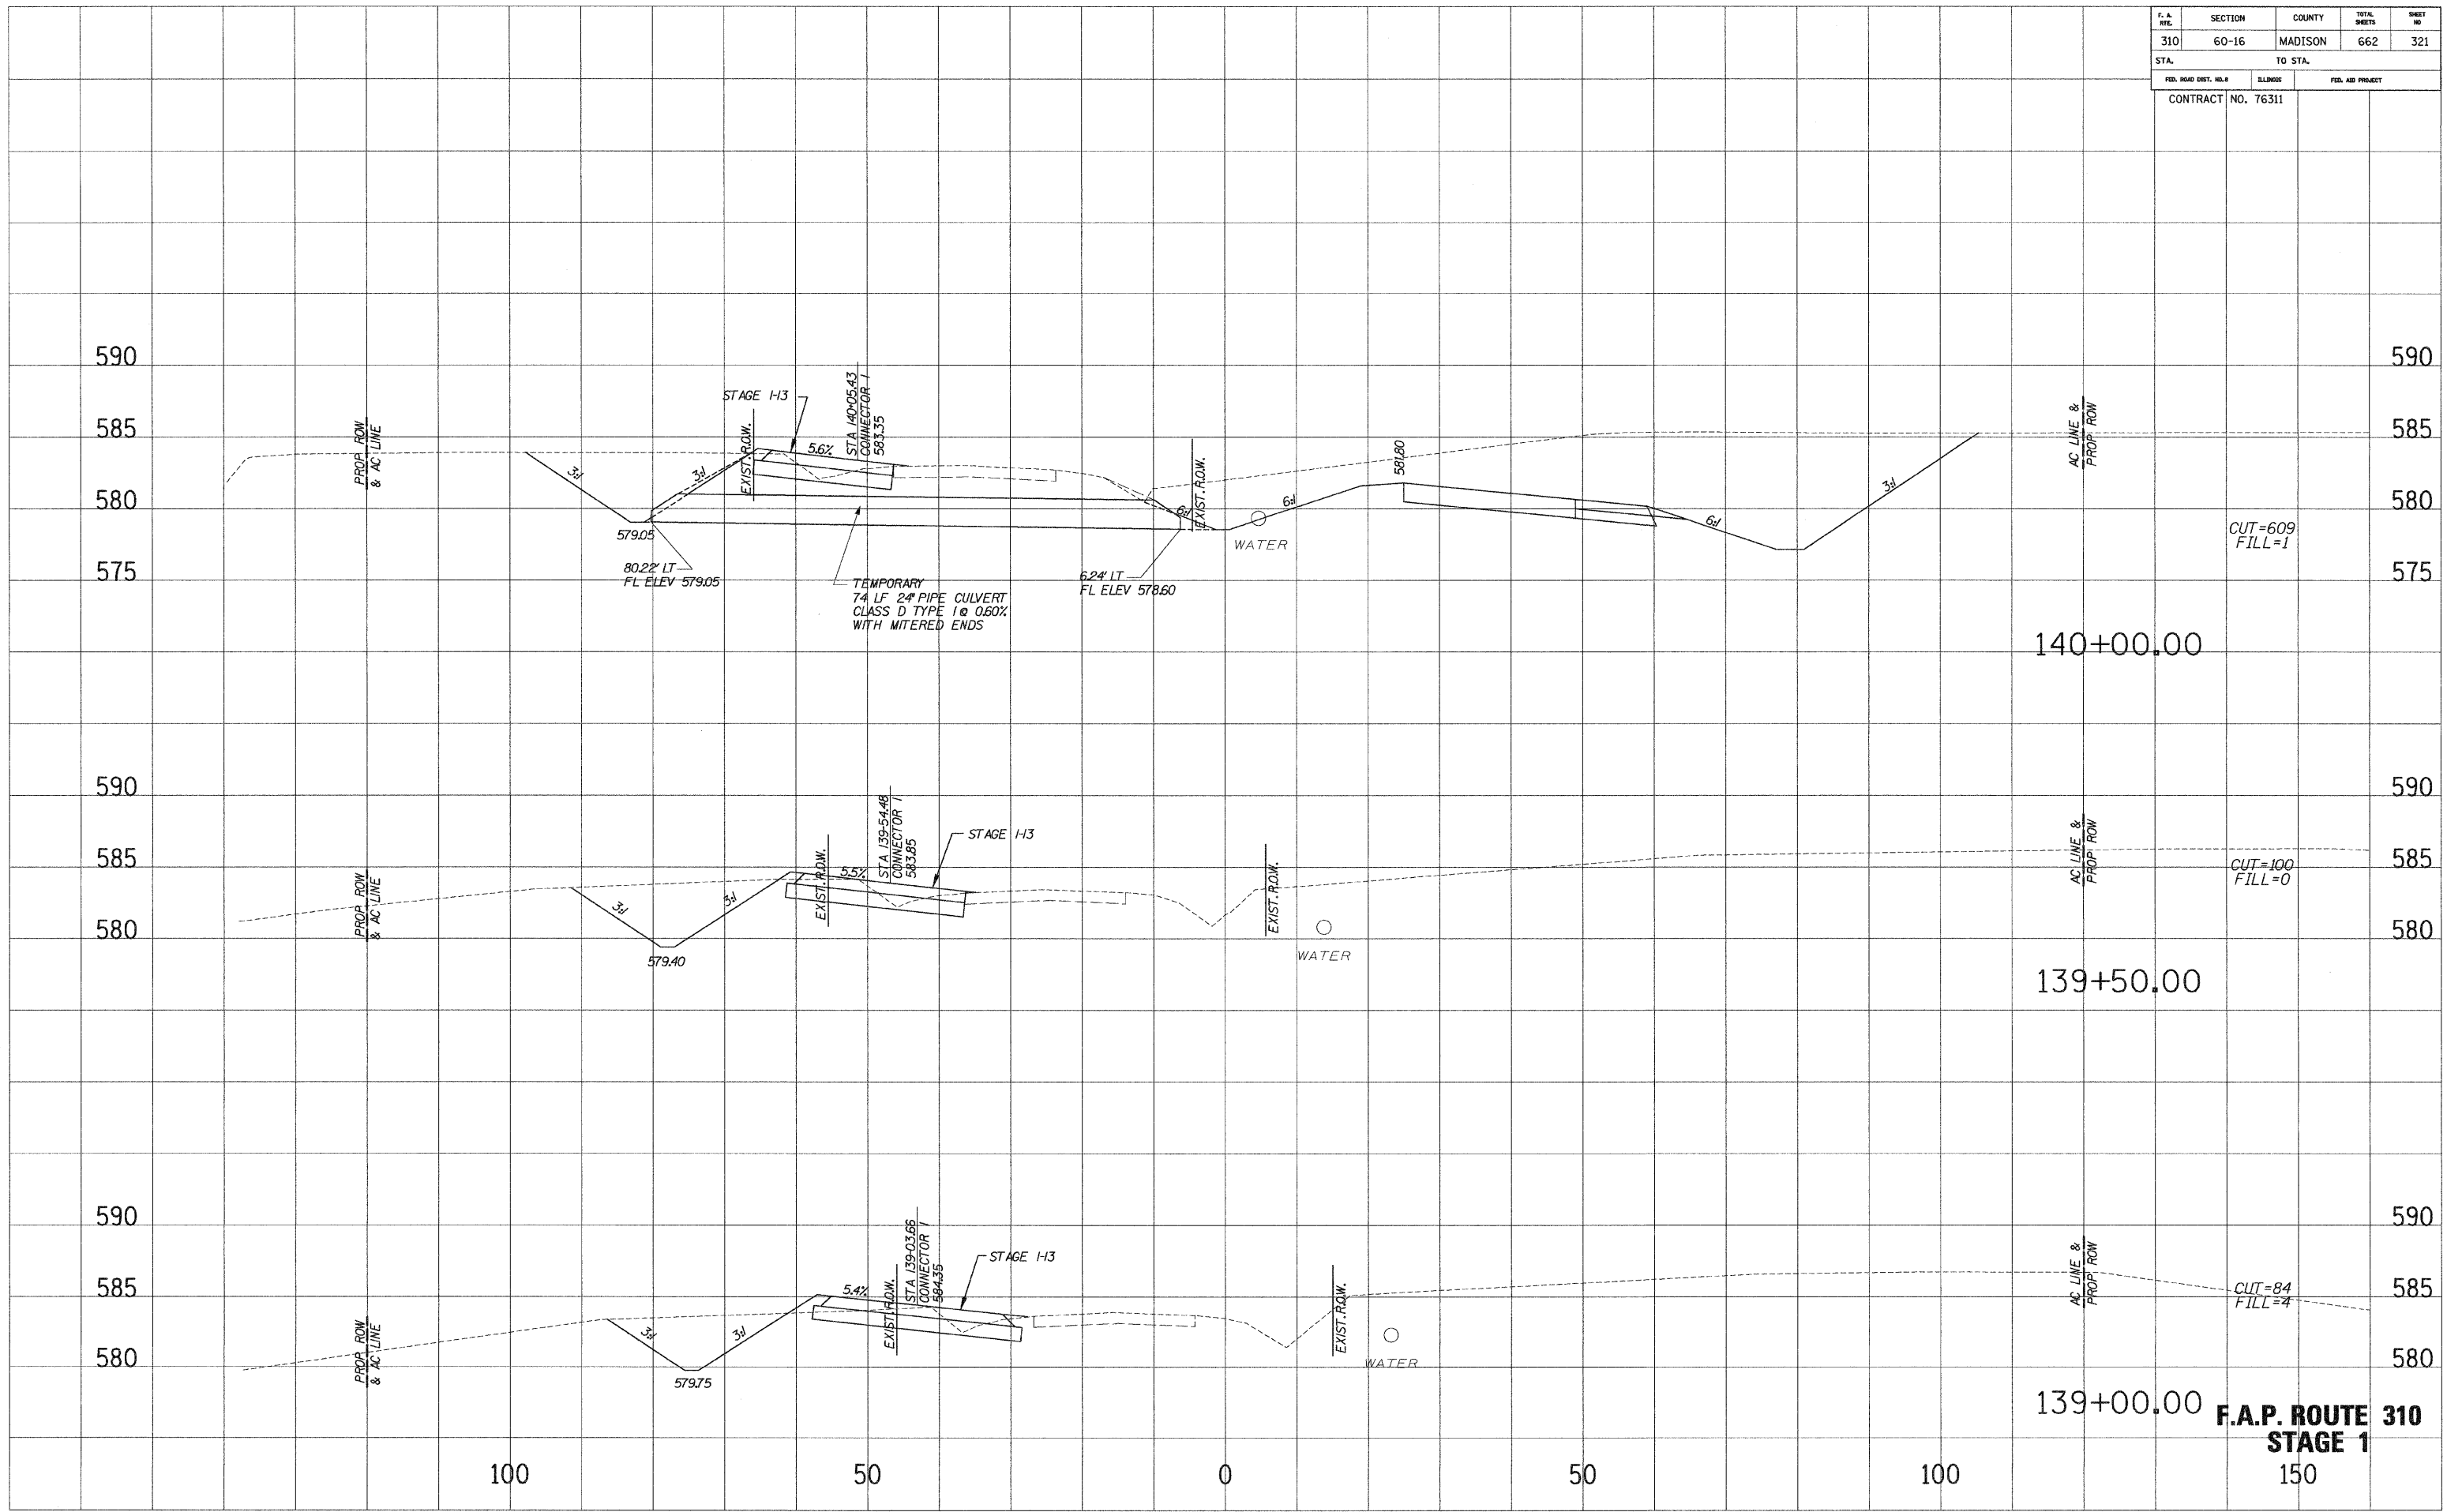 F. A. RTE.
SECTION
COUNTY
TOTAL SHEETS
SHEET NO
310
60-16
MADISON
662
321
STA.
TO STA.
FED. ROAD DIST. NO.
ILLINOIS
FED. AID PROJECT
CONTRACT NO. 76311
590
590
585
585
580
580
575
575
PROP. ROW
& AC LINE
3:1
579.05
80.22' LT
FL ELEV 579.05
3:1
STAGE 1-13
EXIST. R.O.W.
5.6%
STA 140+05.43
CONNECTOR 1
583.35
TEMPORARY
74 LF 24" PIPE CULVERT
CLASS D TYPE 1 @ 0.60%
WITH MITERED ENDS
6.24' LT
FL ELEV 578.60
6:1
EXIST. R.O.W.
WATER
6:1
581.80
6:1
3:1
AC LINE &
PROP. ROW
CUT=609
FILL=1
140+00.00
590
590
585
585
580
580
PROP. ROW
& AC LINE
3:1
579.40
3:1
EXIST. R.O.W.
5.5%
STA 139+54.48
CONNECTOR 1
583.85
STAGE 1-13
EXIST. R.O.W.
WATER
AC LINE &
PROP. ROW
CUT=100
FILL=0
139+50.00
590
590
585
585
580
580
PROP. ROW
& AC LINE
3:1
579.75
3:1
5.4%
EXIST. R.O.W.
STA 139+03.66
CONNECTOR 1
584.35
STAGE 1-13
EXIST. R.O.W.
WATER
AC LINE &
PROP. ROW
CUT=84
FILL=4
139+00.00
F.A.P. ROUTE 310
STAGE 1
100
50
0
50
100
150